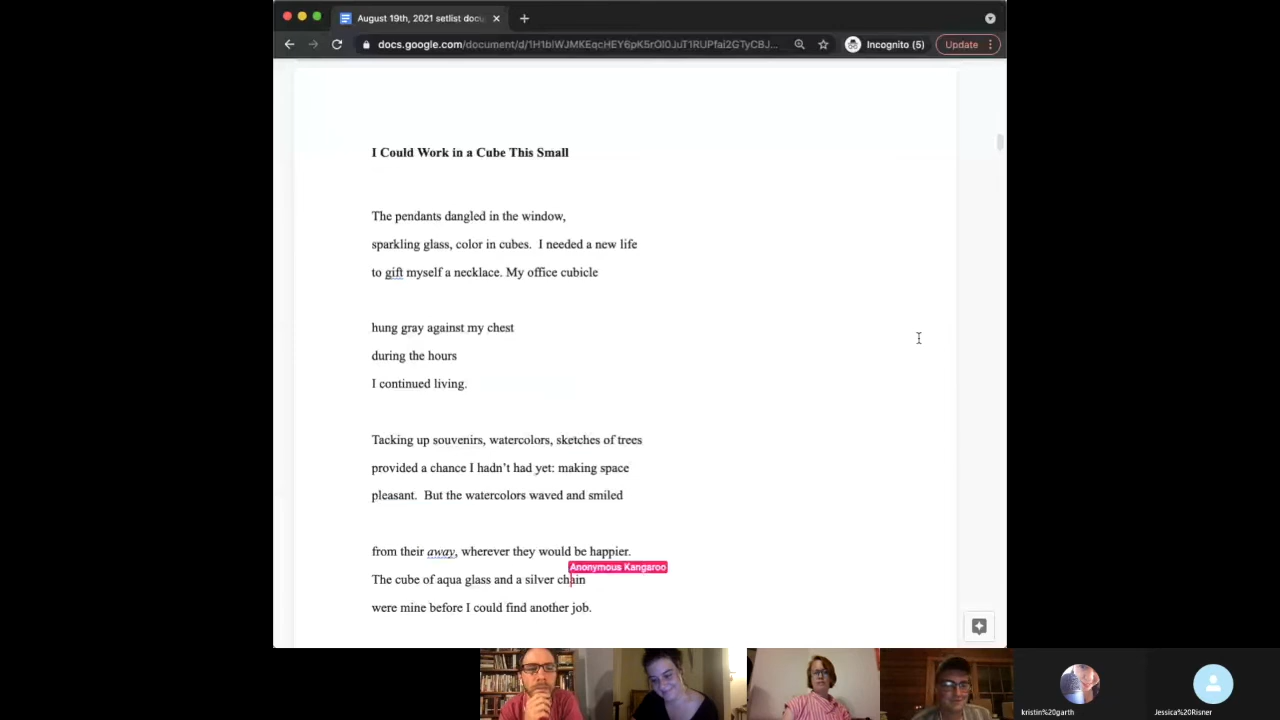 August 19th, 2021 setlist docu
docs.google.com/document/d/1H1blWJMKEqcHEY6pK5rOl0JuT1RUPfai2GTyCBJ...
Incognito (5)
Update
I Could Work in a Cube This Small
The pendants dangled in the window,
sparkling glass, color in cubes.  I needed a new life
to gift myself a necklace. My office cubicle
hung gray against my chest
during the hours
I continued living.
Tacking up souvenirs, watercolors, sketches of trees
provided a chance I hadn’t had yet: making space
pleasant.  But the watercolors waved and smiled
from their away, wherever they would be happier.
Anonymous Kangaroo
The cube of aqua glass and a silver chain
were mine before I could find another job.
kristin%20garth
Jessica%20Risner